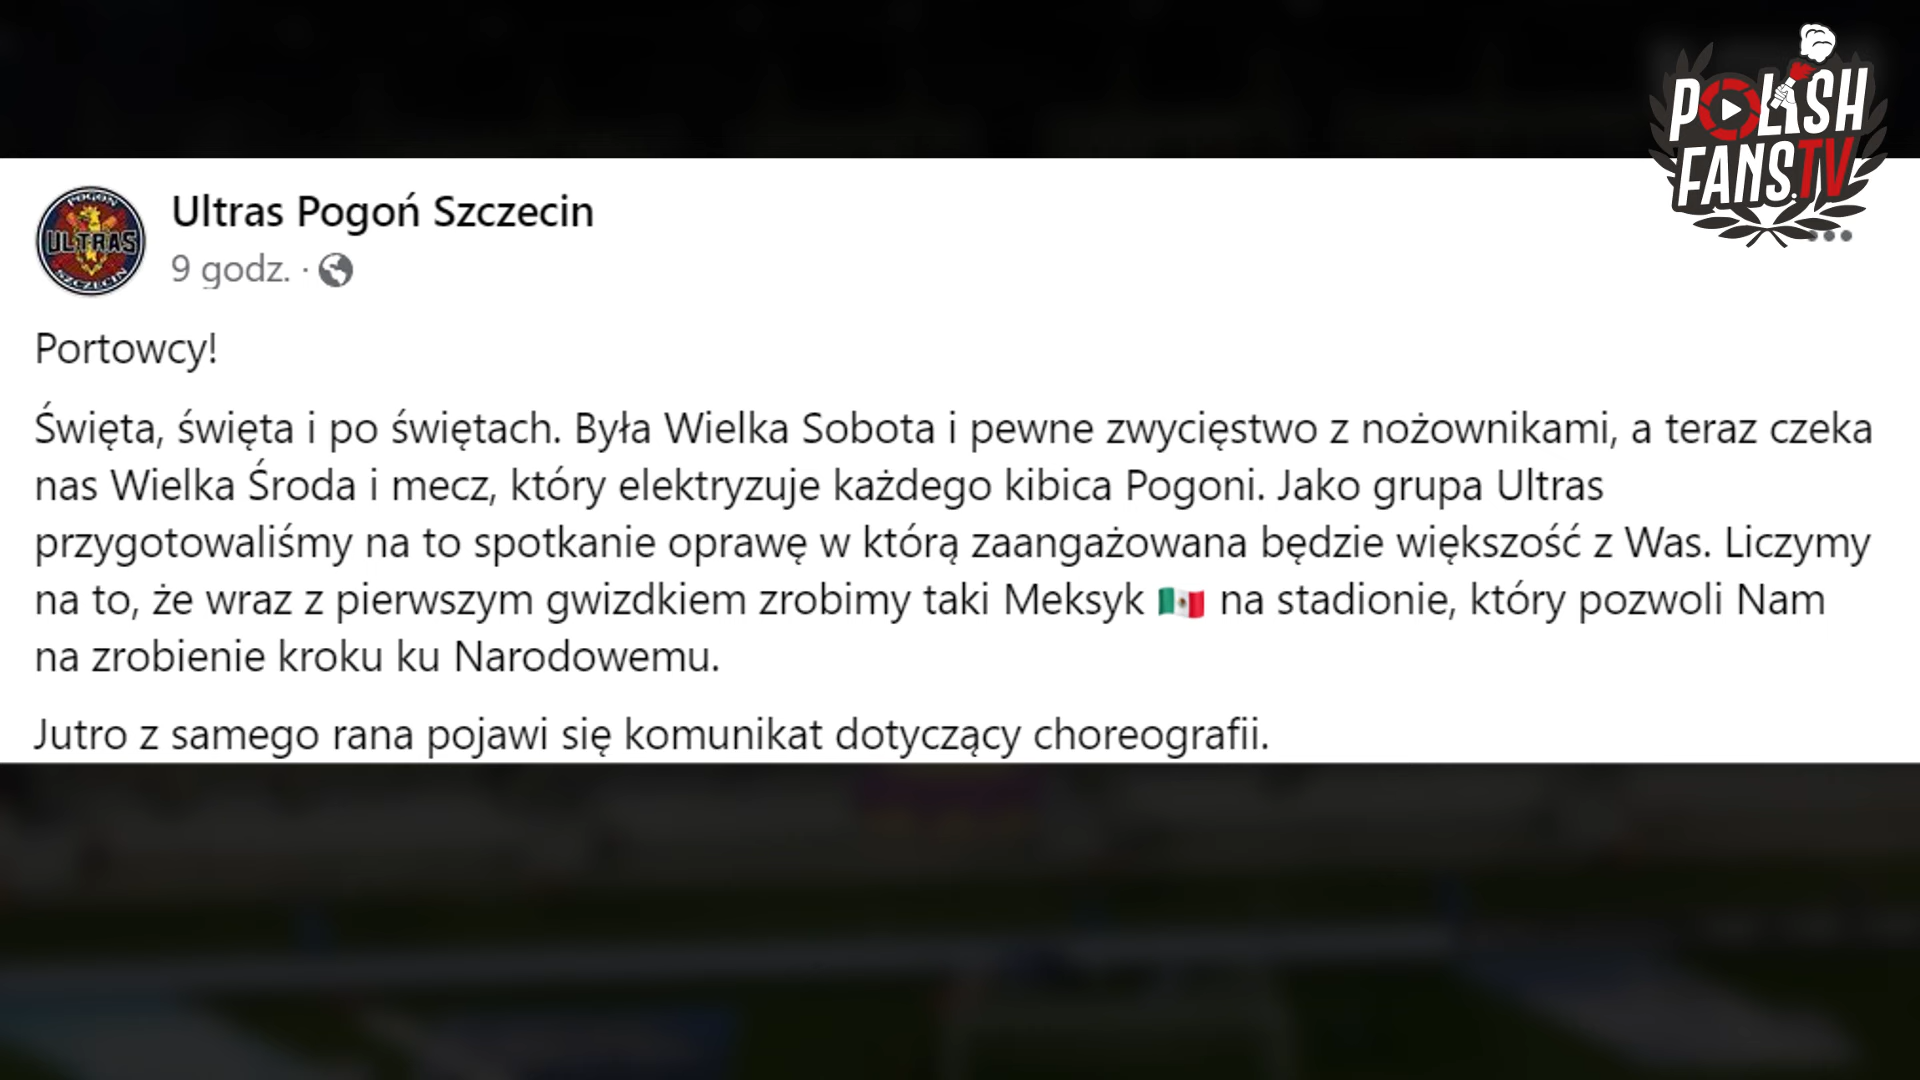 POLISH
FANS.TV
POGOŃ
ULTRAS
SZCZECIN
Ultras Pogoń Szczecin
9 godz. ·
Portowcy!
Święta, święta i po świętach. Była Wielka Sobota i pewne zwycięstwo z nożownikami, a teraz czeka
nas Wielka Środa i mecz, który elektryzuje każdego kibica Pogoni. Jako grupa Ultras
przygotowaliśmy na to spotkanie oprawę w którą zaangażowana będzie większość z Was. Liczymy
na to, że wraz z pierwszym gwizdkiem zrobimy taki Meksyk 🇲🇽 na stadionie, który pozwoli Nam
na zrobienie kroku ku Narodowemu.
Jutro z samego rana pojawi się komunikat dotyczący choreografii.